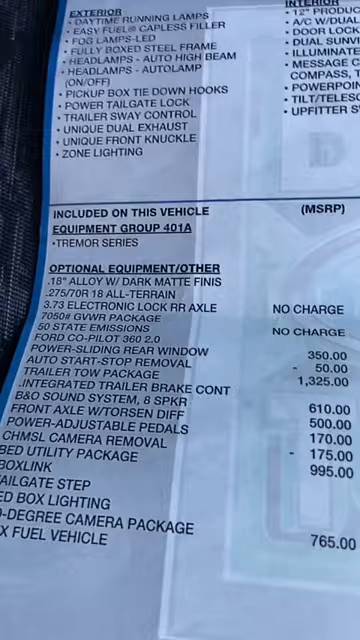 EXTERIOR
• DAYTIME RUNNING LAMPS
• EASY FUEL® CAPLESS FILLER
• FOG LAMPS-LED
• FULLY BOXED STEEL FRAME
• HEADLAMPS - AUTO HIGH BEAM
• HEADLAMPS - AUTOLAMP
(ON/OFF)
• PICKUP BOX TIE DOWN HOOKS
• POWER TAILGATE LOCK
• TRAILER SWAY CONTROL
• UNIQUE DUAL EXHAUST
• UNIQUE FRONT KNUCKLE
• ZONE LIGHTING
INTERIOR
• 12" PRODUC
• A/C W/DUAL
• DOOR LOCK
• DUAL SUNVI
• ILLUMINAT
• MESSAGE C
COMPASS, T
• POWERPOIN
• TILT/TELESC
• UPFITTER S
INCLUDED ON THIS VEHICLE (MSRP)
EQUIPMENT GROUP 401A
•TREMOR SERIES
OPTIONAL EQUIPMENT/OTHER
.18" ALLOY W/ DARK MATTE FINIS
.275/70R 18 ALL-TERRAIN
3.73 ELECTRONIC LOCK RR AXLE NO CHARGE
7050# GVWR PACKAGE
50 STATE EMISSIONS NO CHARGE
FORD CO-PILOT 360 2.0
POWER-SLIDING REAR WINDOW 350.00
AUTO START-STOP REMOVAL - 50.00
TRAILER TOW PACKAGE 1,325.00
.INTEGRATED TRAILER BRAKE CONT
B&O SOUND SYSTEM, 8 SPKR 610.00
FRONT AXLE W/TORSEN DIFF 500.00
POWER-ADJUSTABLE PEDALS 170.00
CHMSL CAMERA REMOVAL - 175.00
BED UTILITY PACKAGE 995.00
BOXLINK
AILGATE STEP
ED BOX LIGHTING
0-DEGREE CAMERA PACKAGE 765.00
X FUEL VEHICLE